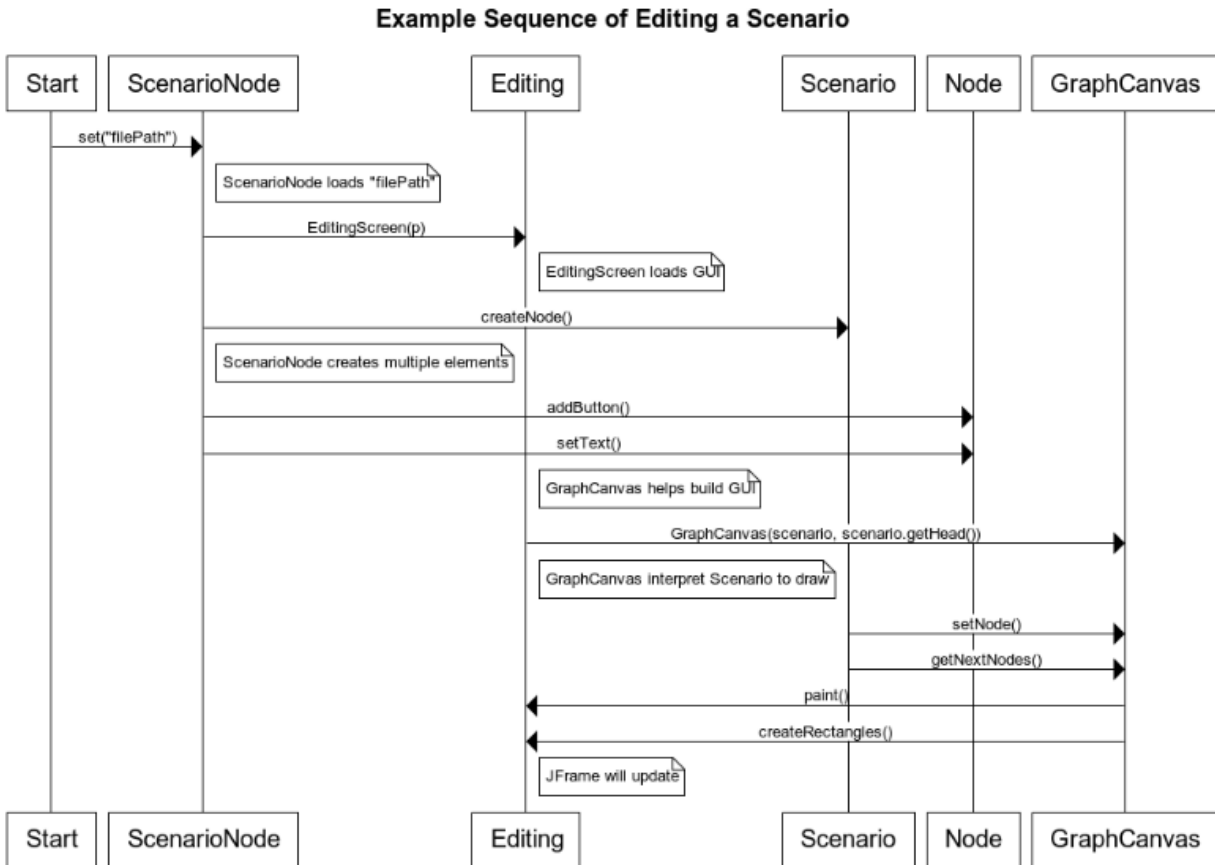 Example Sequence of Editing a Scenario
Start ScenarioNode Editing Scenario Node GraphCanvas
set("filePath")
ScenarioNode loads "filePath"
EditingScreen(p)
EditingScreen loads GUI
createNode()
ScenarioNode creates multiple elements
addButton()
setText()
GraphCanvas helps build GUI
GraphCanvas(scenario, scenario.getHead())
GraphCanvas interpret Scenario to draw
setNode()
getNextNodes()
paint()
createRectangles()
JFrame will update
Start ScenarioNode Editing Scenario Node GraphCanvas